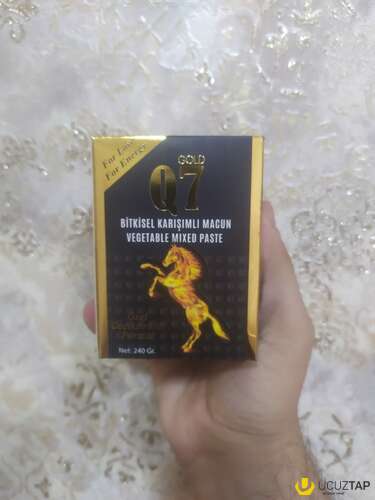 For Love
For Energy
GOLD
Q7
BİTKİSEL KARIŞIMLI MACUN
VEGETABLE MIXED PASTE
Net: 240 Gr.
UCUZTAP